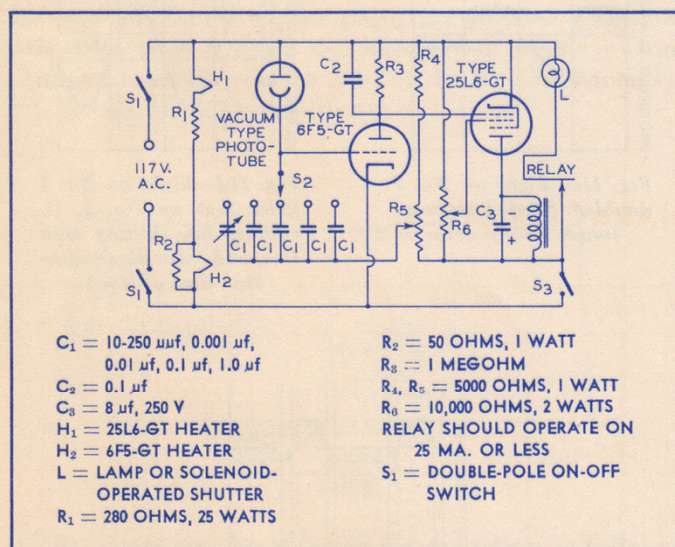 S₁
H₁
R₁
VACUUM
TYPE
PHOTO-
TUBE
S₂
117 V.
A.C.
R₂
H₂
S₁
C₁ C₁ C₁ C₁ C₁
C₂
R₃
R₄
TYPE
6F5-GT
TYPE
25L6-GT
L
RELAY
R₅
R₆
C₃
+
S₃
C₁ = 10-250 μμf, 0.001 μf,
0.01 μf, 0.1 μf, 1.0 μf
C₂ = 0.1 μf
C₃ = 8 μf, 250 V
H₁ = 25L6-GT HEATER
H₂ = 6F5-GT HEATER
L = LAMP OR SOLENOID-
OPERATED SHUTTER
R₁ = 280 OHMS, 25 WATTS
R₂ = 50 OHMS, 1 WATT
R₃ = 1 MEGOHM
R₄, R₅ = 5000 OHMS, 1 WATT
R₆ = 10,000 OHMS, 2 WATTS
RELAY SHOULD OPERATE ON
25 MA. OR LESS
S₁ = DOUBLE-POLE ON-OFF
SWITCH